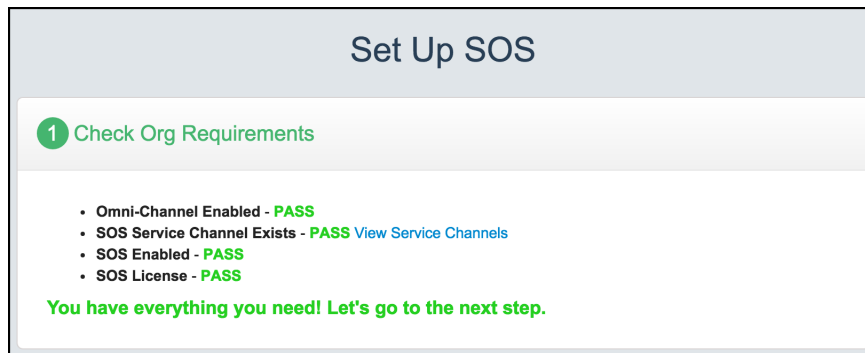 Set Up SOS
1 Check Org Requirements
• Omni-Channel Enabled - PASS
• SOS Service Channel Exists - PASS View Service Channels
• SOS Enabled - PASS
• SOS License - PASS
You have everything you need! Let's go to the next step.